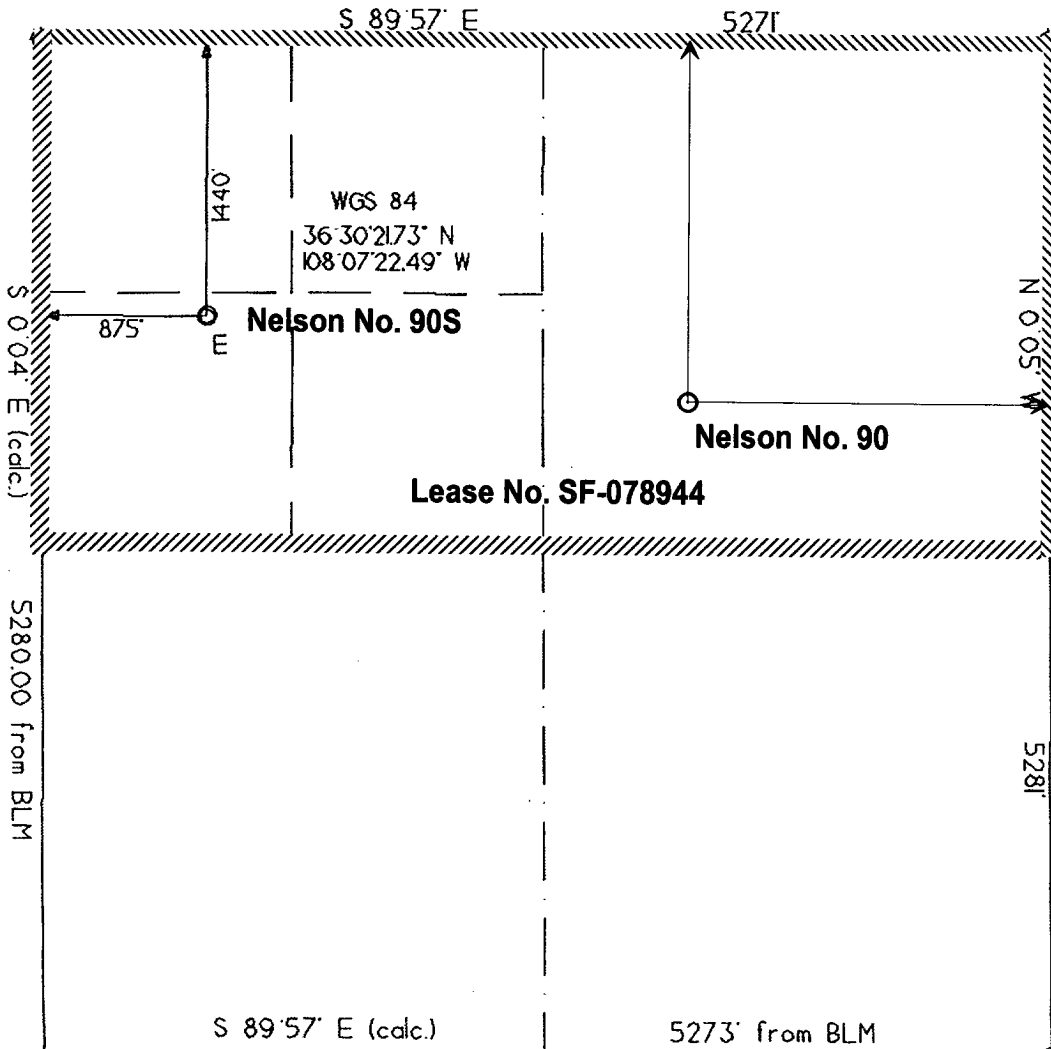 S 89°57' E
5271'
1440'
WGS 84
36°30'21.73" N
108°07'22.49" W
875'
E
Nelson No. 90S
S 0°04' E (calc.)
N 0°05' W
Nelson No. 90
Lease No. SF-078944
5280.00 from BLM
5281'
S 89°57' E (calc.)
5273' from BLM